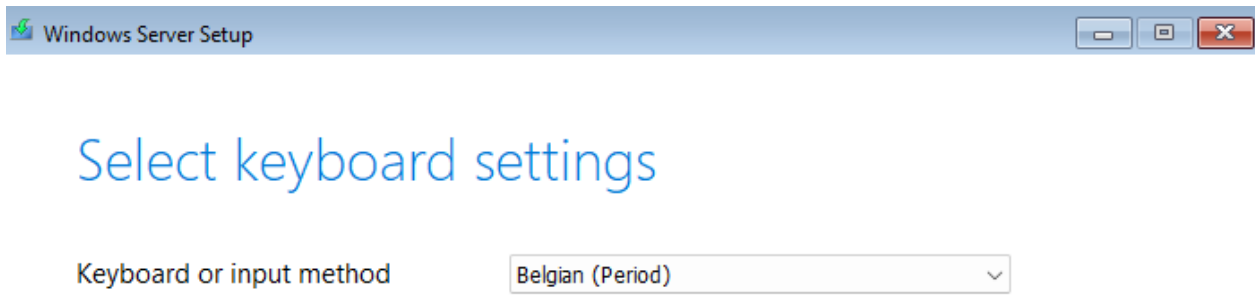 Windows Server Setup
Select keyboard settings
Keyboard or input method Belgian (Period)